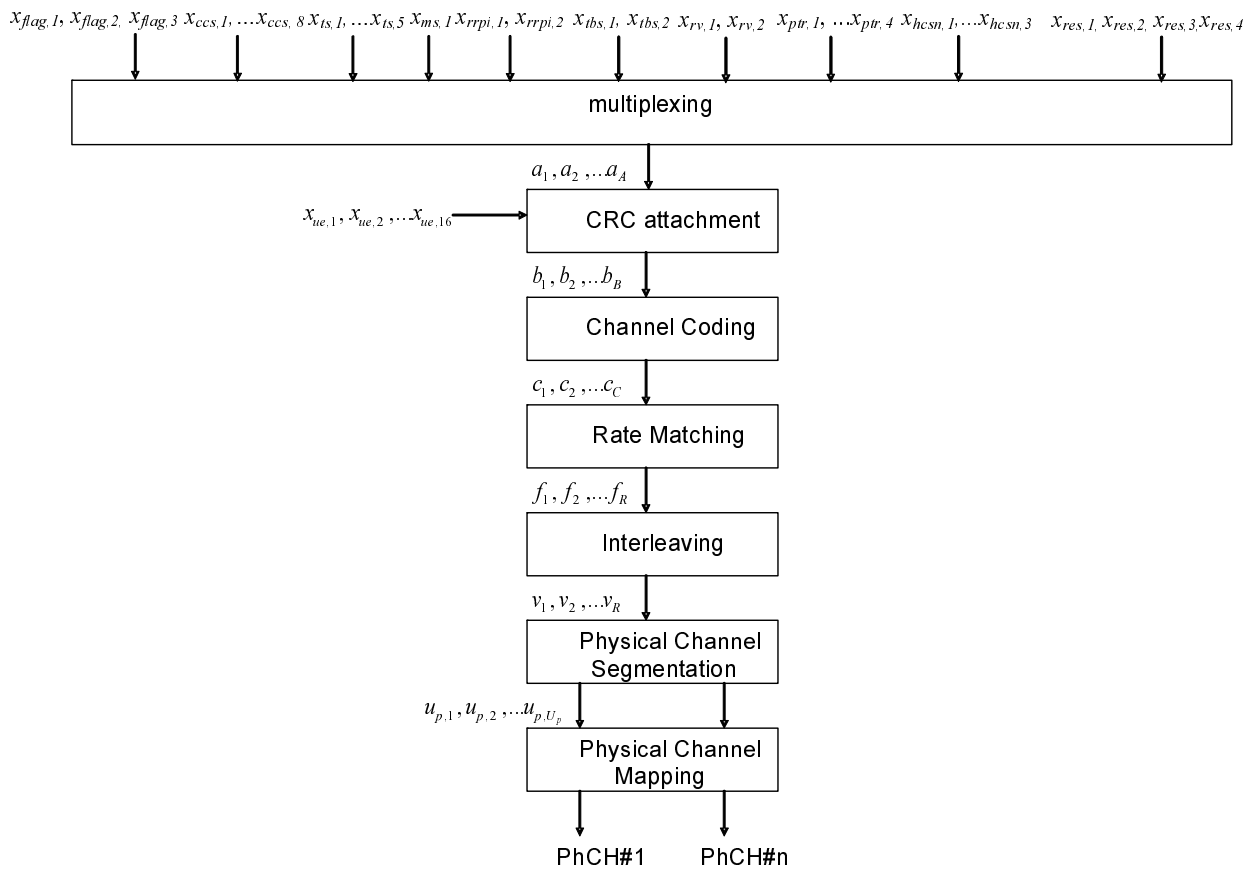 x_flag,1, x_flag,2, x_flag,3 x_ccs,1, ...x_ccs,8 x_ts,1, ...x_ts,5 x_ms,1 x_rrpi,1, x_rrpi,2 x_tbs,1, x_tbs,2 x_rv,1, x_rv,2 x_ptr,1, ...x_ptr,4 x_hcsn,1,...x_hcsn,3 x_res,1, x_res,2, x_res,3,x_res,4
multiplexing
a_1, a_2 ,...a_A
x_ue,1, x_ue,2 ,...x_ue,16
CRC attachment
b_1, b_2 ,...b_B
Channel Coding
c_1, c_2 ,...c_C
Rate Matching
f_1, f_2 ,...f_R
Interleaving
v_1, v_2 ,...v_R
Physical Channel
Segmentation
u_p,1, u_p,2 ,...u_p,U_p
Physical Channel
Mapping
PhCH#1 PhCH#n